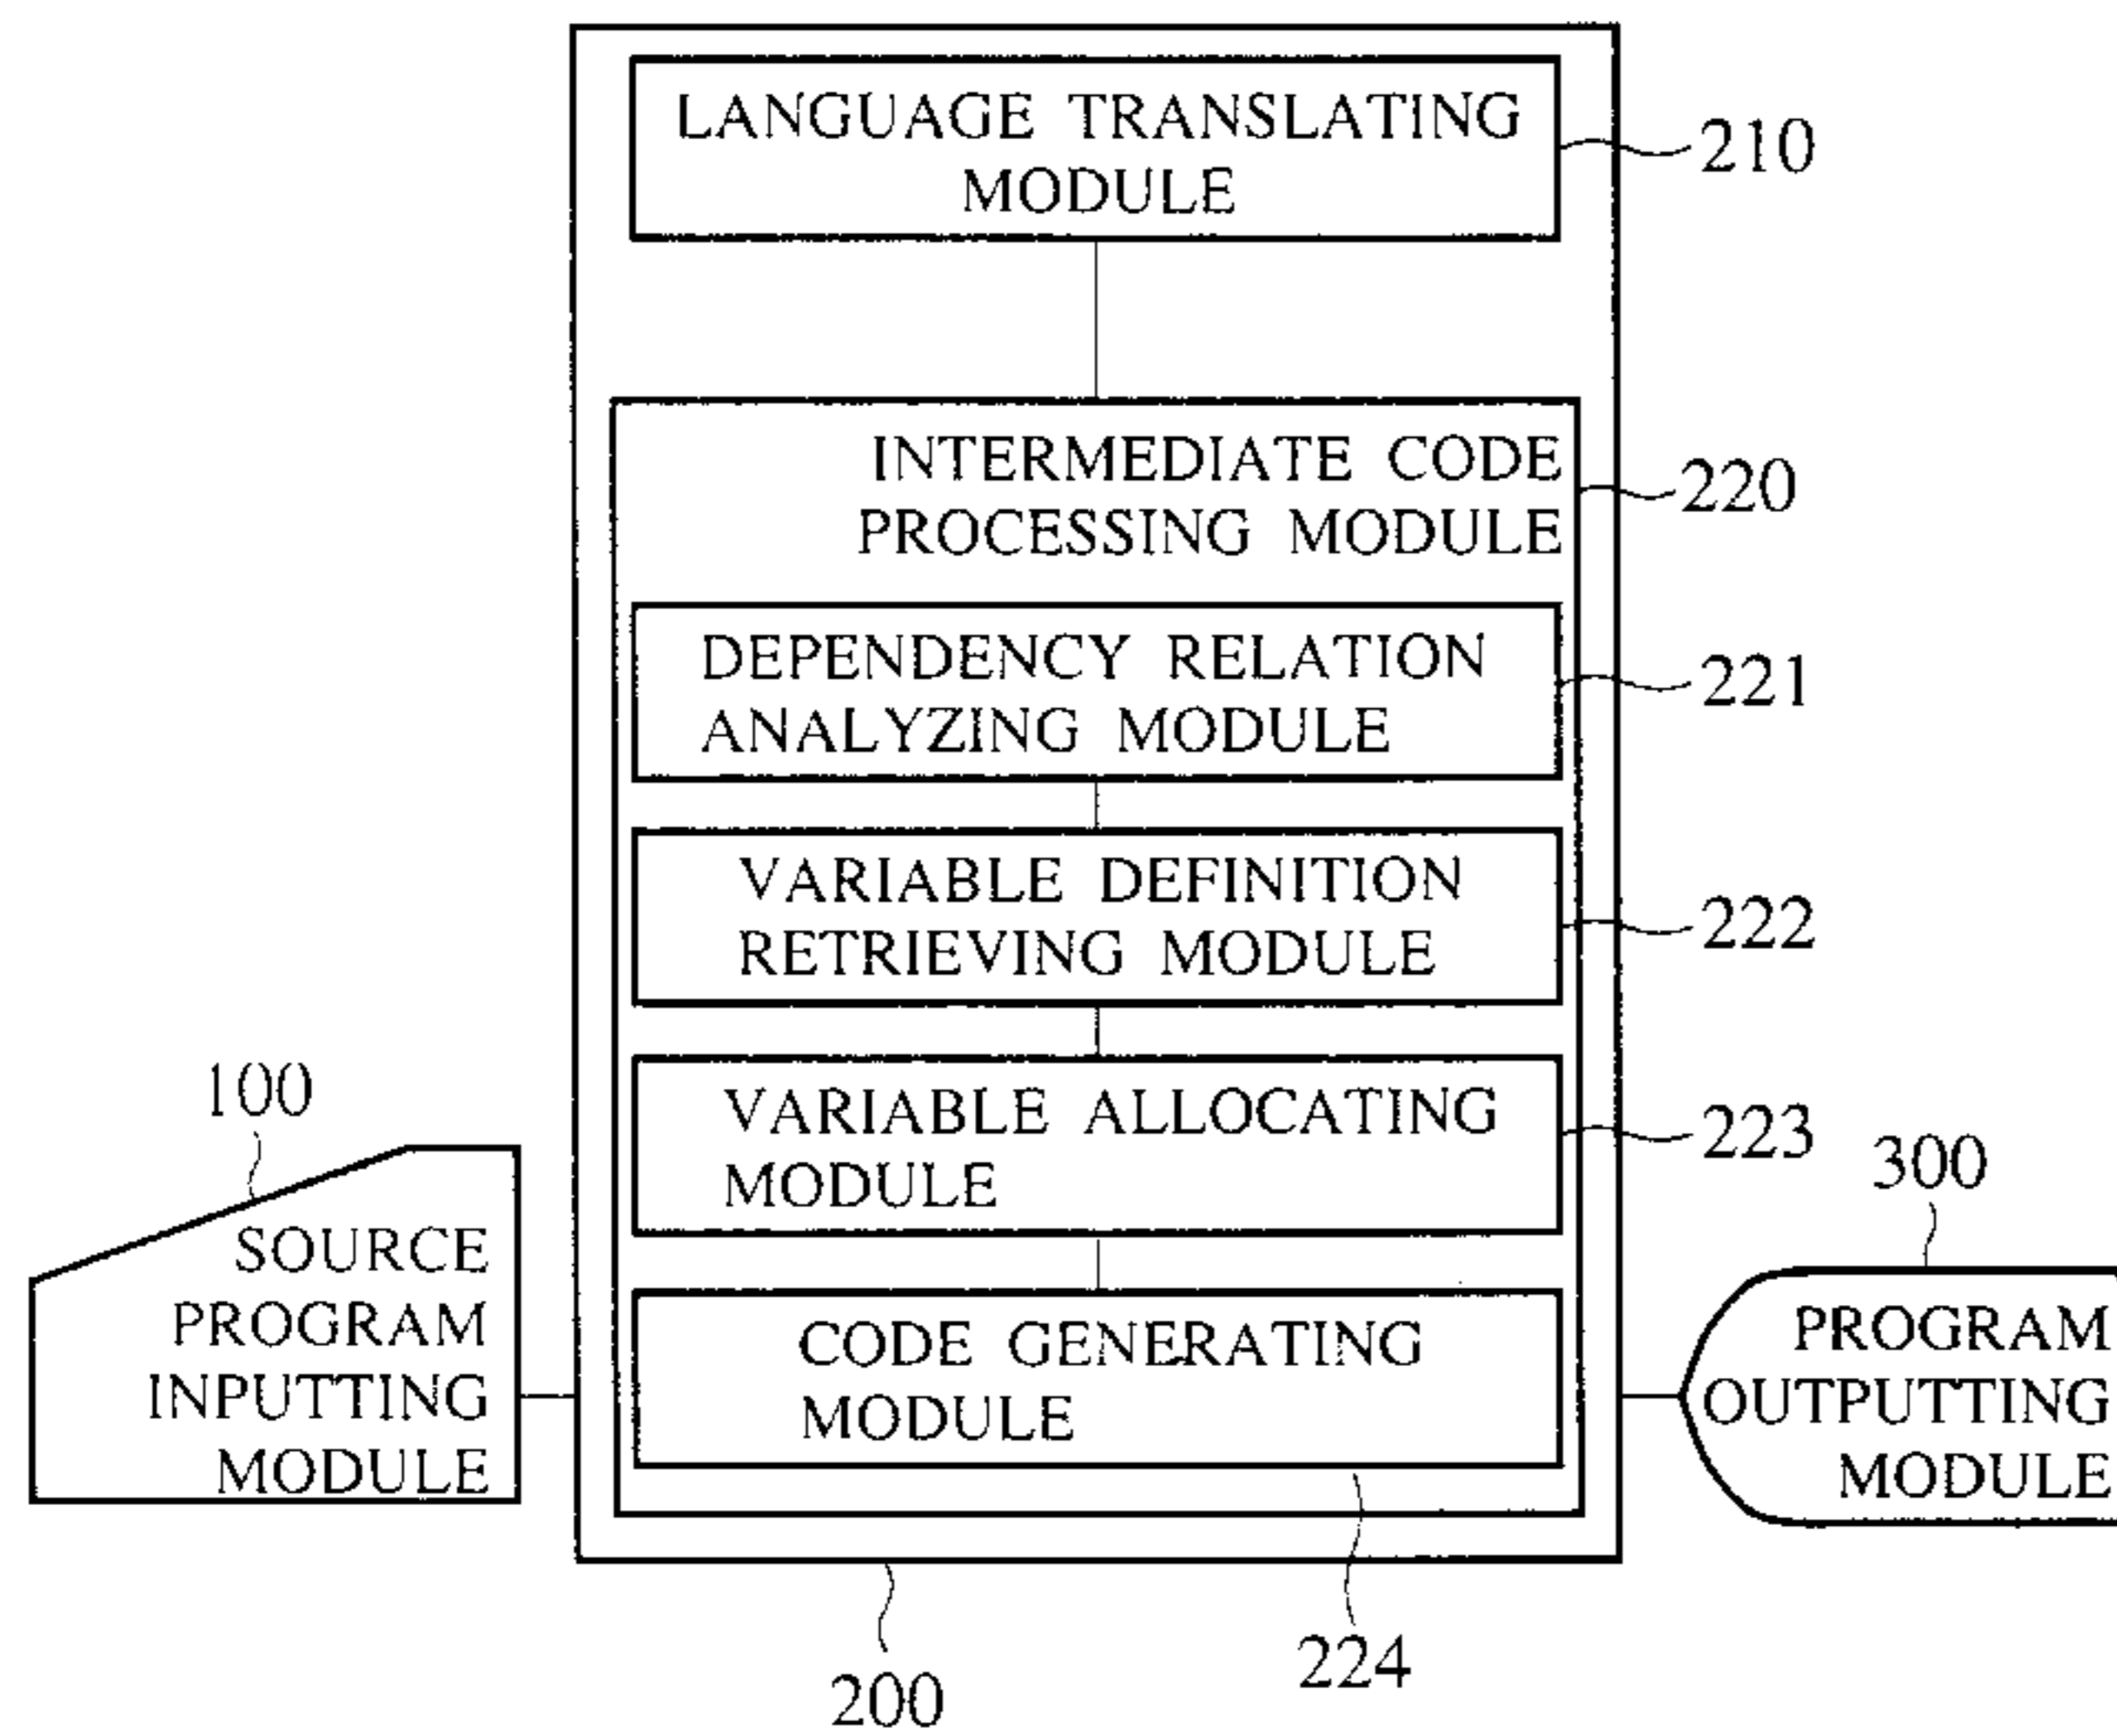 LANGUAGE TRANSLATING
MODULE
210
INTERMEDIATE CODE
PROCESSING MODULE
220
DEPENDENCY RELATION
ANALYZING MODULE
221
VARIABLE DEFINITION
RETRIEVING MODULE
222
VARIABLE ALLOCATING
MODULE
223
CODE GENERATING
MODULE
224
200
100
SOURCE
PROGRAM
INPUTTING
MODULE
300
PROGRAM
OUTPUTTING
MODULE